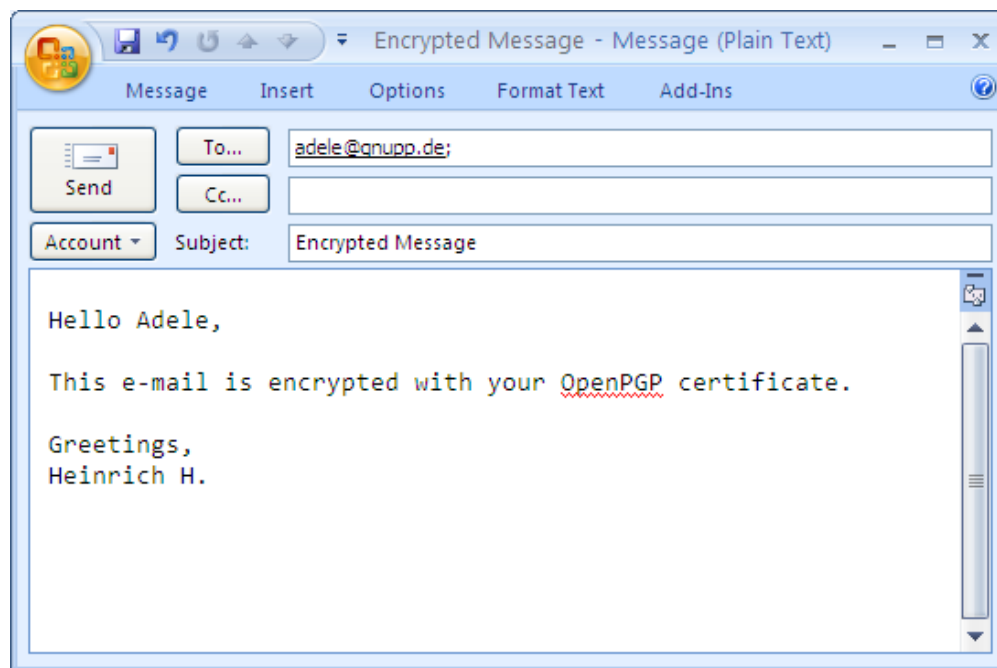 Encrypted Message - Message (Plain Text)
Message Insert Options Format Text Add-Ins
To... adele@gnupp.de;
Send
Cc...
Account Subject: Encrypted Message
Hello Adele,
This e-mail is encrypted with your OpenPGP certificate.
Greetings,
Heinrich H.